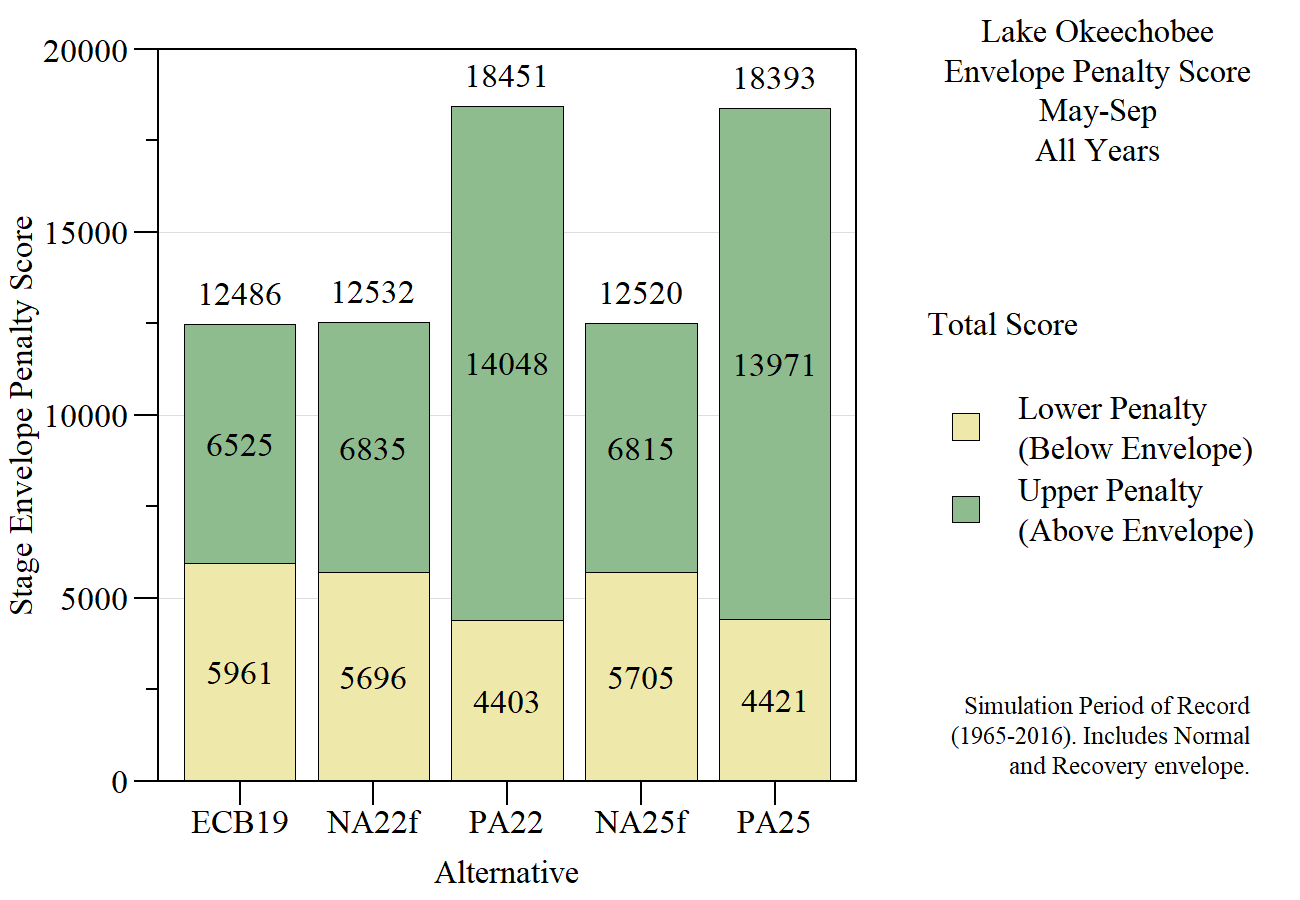 Lake Okeechobee
Envelope Penalty Score
May-Sep
All Years
Stage Envelope Penalty Score
20000
15000
10000
5000
0
12486
12532
18451
12520
18393
6525
6835
14048
6815
13971
5961
5696
4403
5705
4421
ECB19
NA22f
PA22
NA25f
PA25
Alternative
Total Score
Lower Penalty
(Below Envelope)
Upper Penalty
(Above Envelope)
Simulation Period of Record
(1965-2016). Includes Normal
and Recovery envelope.